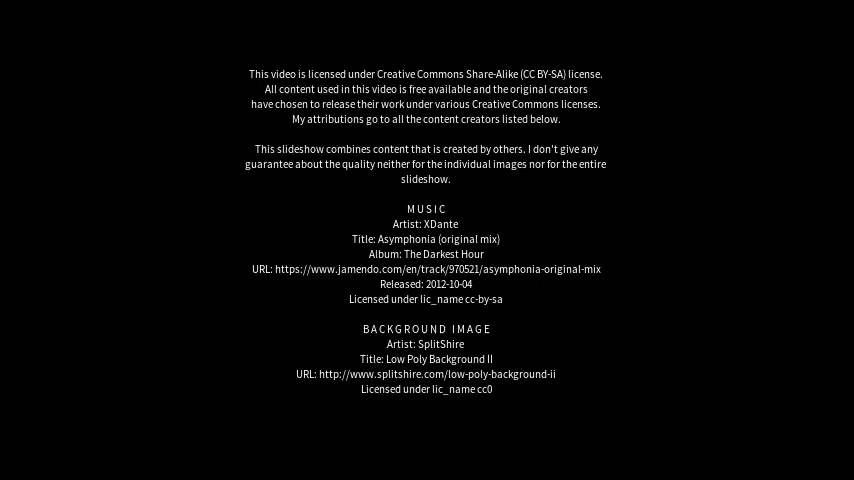 This video is licensed under Creative Commons Share-Alike (CC BY-SA) license.
All content used in this video is free available and the original creators
have chosen to release their work under various Creative Commons licenses.
My attributions go to all the content creators listed below.
This slideshow combines content that is created by others. I don't give any
guarantee about the quality neither for the individual images nor for the entire
slideshow.
MUSIC
Artist: XDante
Title: Asymphonia (original mix)
Album: The Darkest Hour
URL: https://www.jamendo.com/en/track/970521/asymphonia-original-mix
Released: 2012-10-04
Licensed under lic_name cc-by-sa
BACKGROUND IMAGE
Artist: SplitShire
Title: Low Poly Background II
URL: http://www.splitshire.com/low-poly-background-ii
Licensed under lic_name cc0